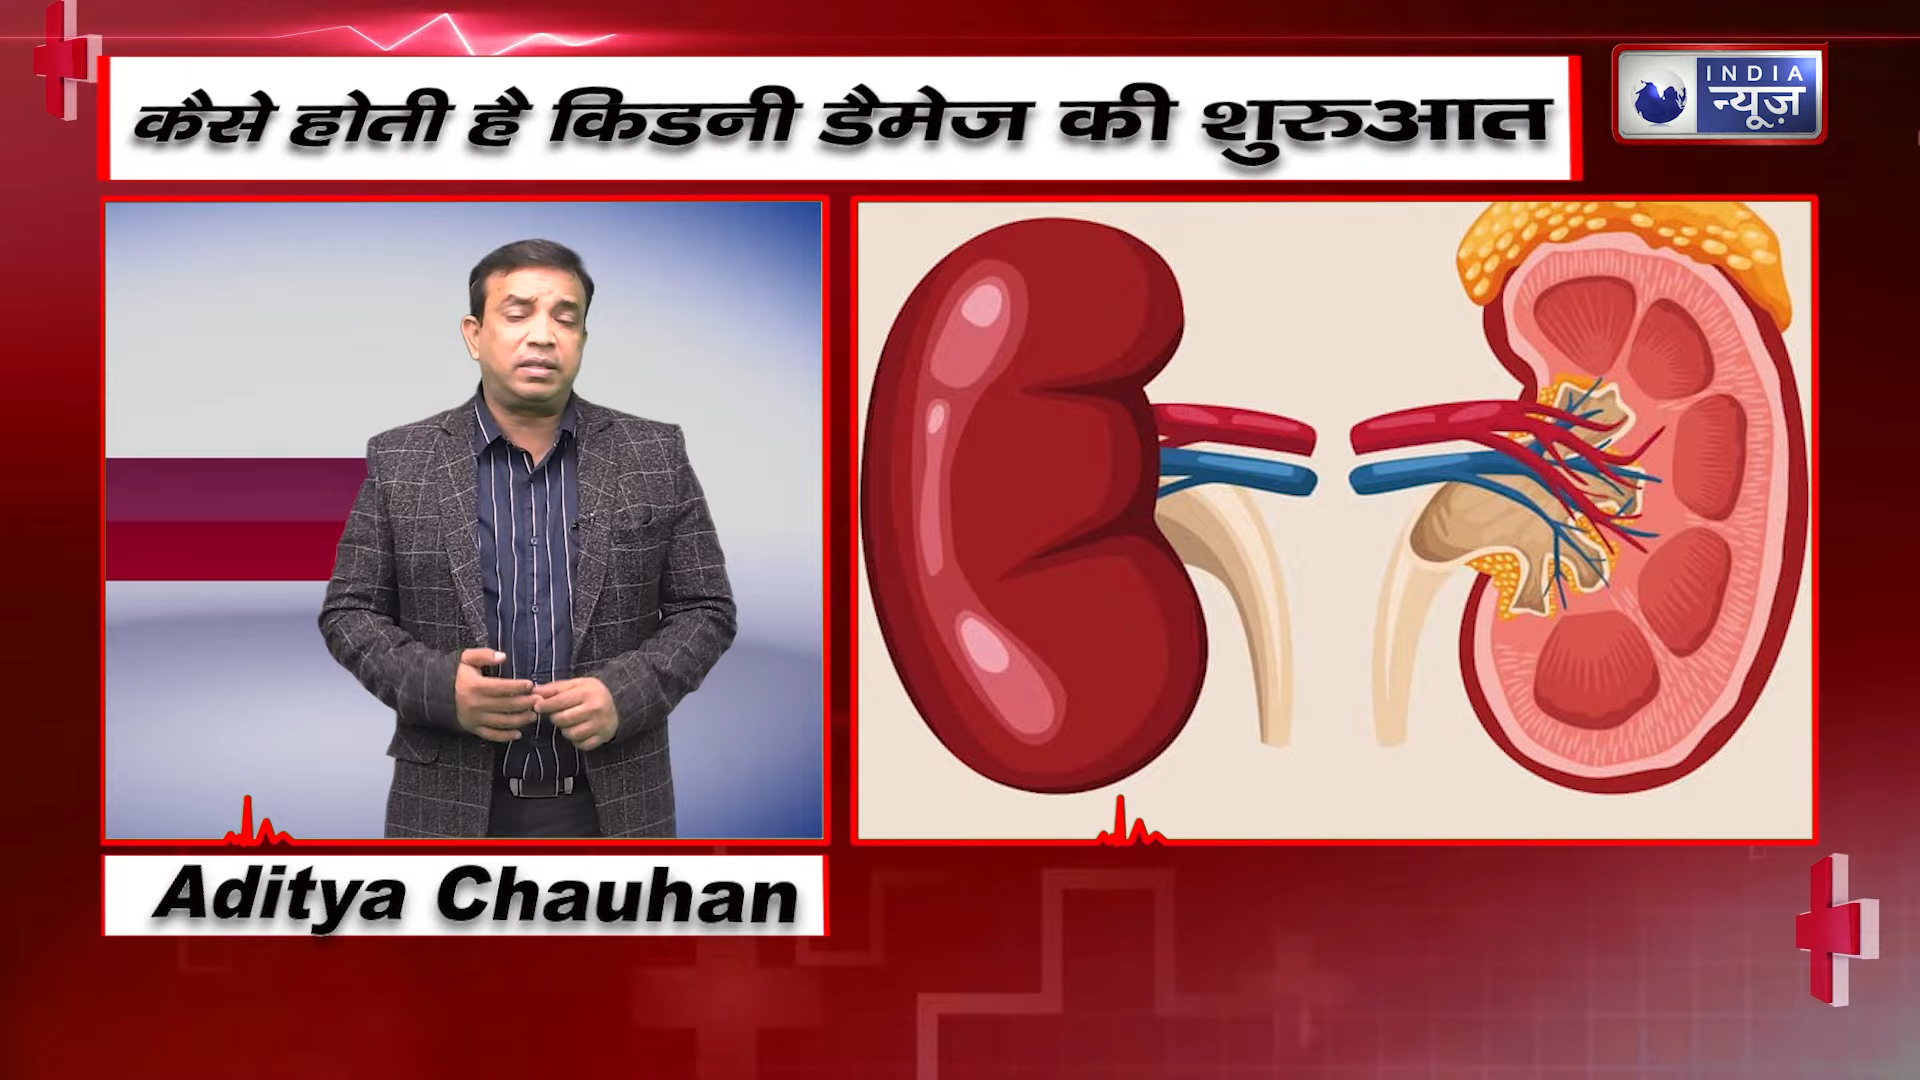 कैसे होती है किडनी डैमेज की शुरुआत
INDIA
न्यूज़
Aditya Chauhan